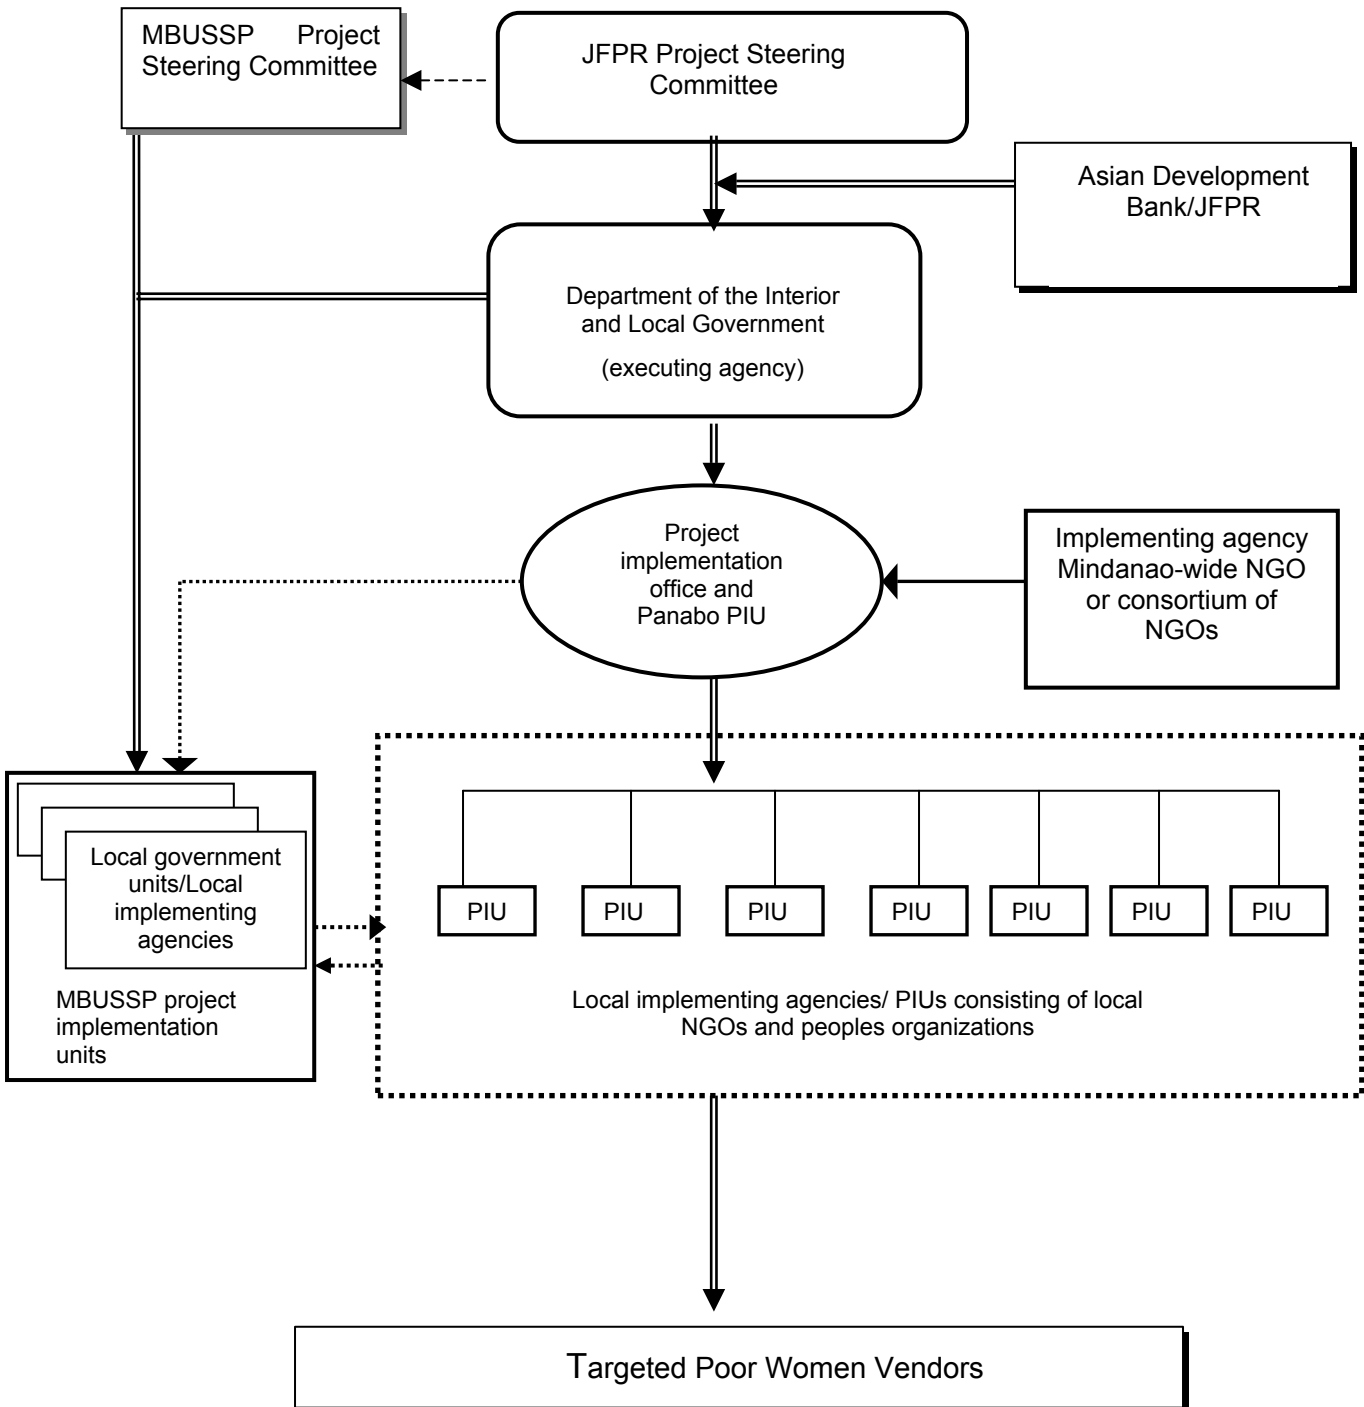 MBUSSP Project
Steering Committee
JFPR Project Steering
Committee
Asian Development
Bank/JFPR
Department of the Interior
and Local Government
(executing agency)
Project
implementation
office and
Panabo PIU
Implementing agency
Mindanao-wide NGO
or consortium of
NGOs
Local government
units/Local
implementing
agencies
MBUSSP project
implementation
units
PIU
PIU
PIU
PIU
PIU
PIU
PIU
Local implementing agencies/ PIUs consisting of local
NGOs and peoples organizations
Targeted Poor Women Vendors